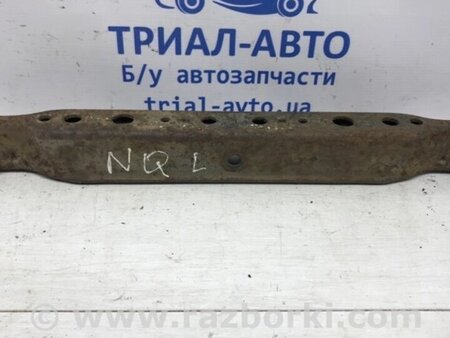 ТРИАЛ-АВТО
Б/у автозапчасти
trial-avto.ua
NQ L
© www.razborki.com